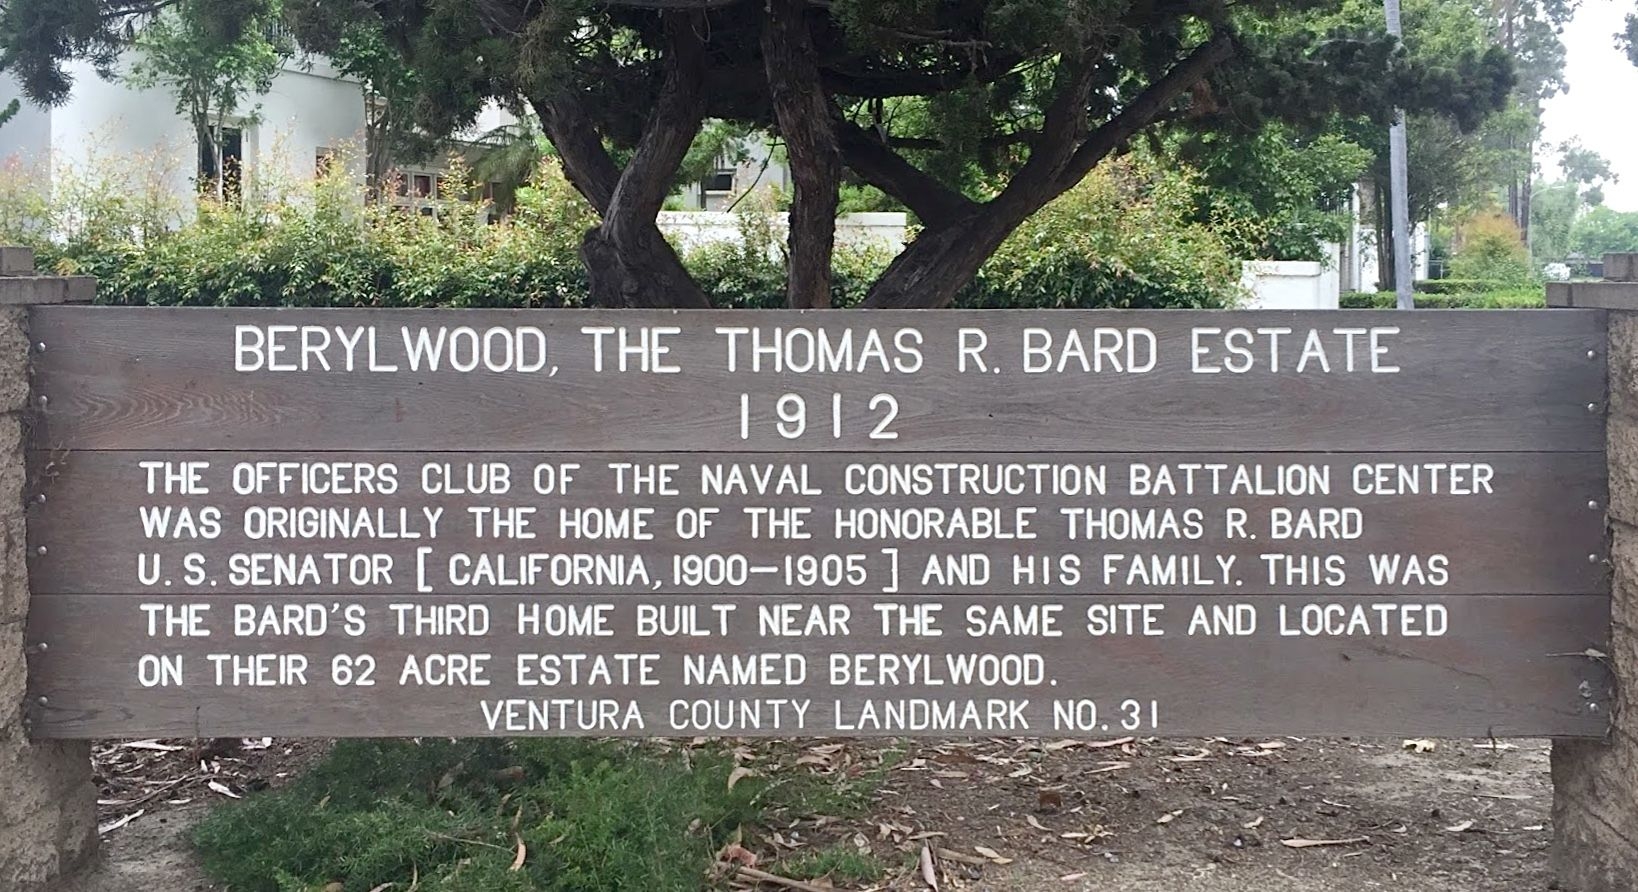 BERYLWOOD, THE THOMAS R. BARD ESTATE
1912
THE OFFICERS CLUB OF THE NAVAL CONSTRUCTION BATTALION CENTER
WAS ORIGINALLY THE HOME OF THE HONORABLE THOMAS R. BARD
U. S. SENATOR [ CALIFORNIA, 1900–1905 ] AND HIS FAMILY. THIS WAS
THE BARD'S THIRD HOME BUILT NEAR THE SAME SITE AND LOCATED
ON THEIR 62 ACRE ESTATE NAMED BERYLWOOD.
VENTURA COUNTY LANDMARK NO. 31